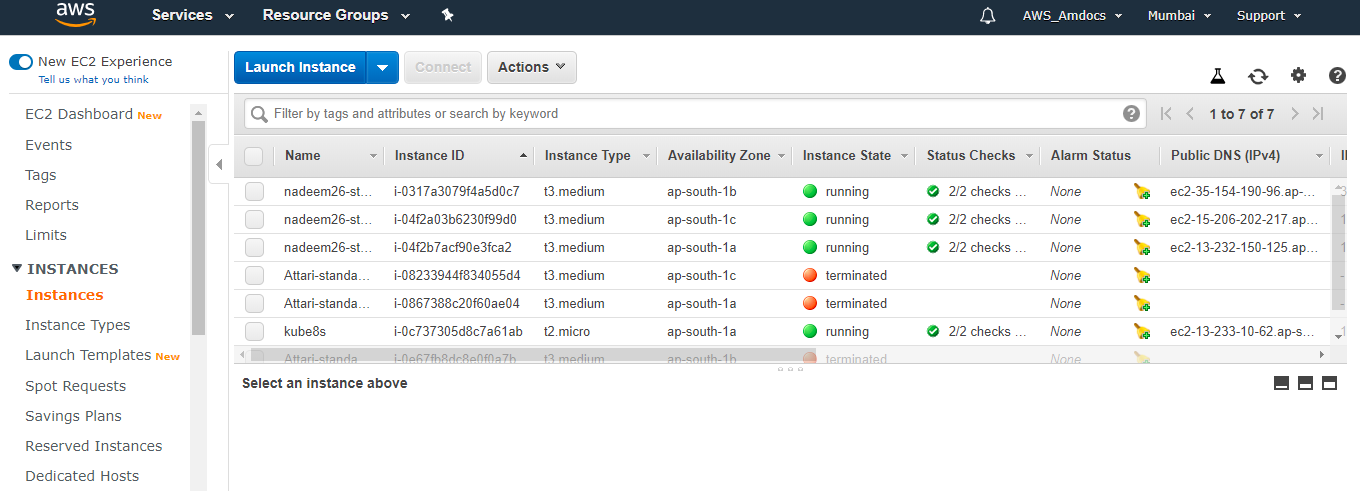 aws Services Resource Groups AWS_Amdocs Mumbai Support
New EC2 Experience
Tell us what you think
EC2 Dashboard New
Events
Tags
Reports
Limits
INSTANCES
Instances
Instance Types
Launch Templates New
Spot Requests
Savings Plans
Reserved Instances
Dedicated Hosts
Launch Instance Connect Actions
Filter by tags and attributes or search by keyword ? 1 to 7 of 7
Name Instance ID Instance Type Availability Zone Instance State Status Checks Alarm Status Public DNS (IPv4)
nadeem26-st... i-0317a3079f4a5d0c7 t3.medium ap-south-1b running 2/2 checks ... None ec2-35-154-190-96.ap-...
nadeem26-st... i-04f2a03b6230f99d0 t3.medium ap-south-1c running 2/2 checks ... None ec2-15-206-202-217.ap...
nadeem26-st... i-04f2b7acf90e3fca2 t3.medium ap-south-1a running 2/2 checks ... None ec2-13-232-150-125.ap...
Attari-standa... i-08233944f834055d4 t3.medium ap-south-1c terminated None -
Attari-standa... i-0867388c20f60ae04 t3.medium ap-south-1a terminated None -
kube8s i-0c737305d8c7a61ab t2.micro ap-south-1a running 2/2 checks ... None ec2-13-233-10-62.ap-s...
Attari-standa... i-0e67fb8dc8e0f0a7b t3.medium ap-south-1b terminated None
Select an instance above